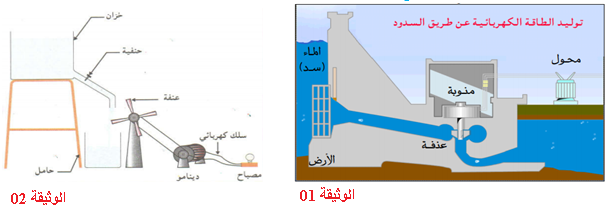 توليد الطاقة الكهربائية عن طريق السدود
الماء
(سد)
محول
منوبة
عنفة
الأرض
الوثيقة 01
خزان
حنفية
عنفة
سلك كهربائي
حامل
دينامو
مصباح
الوثيقة 02